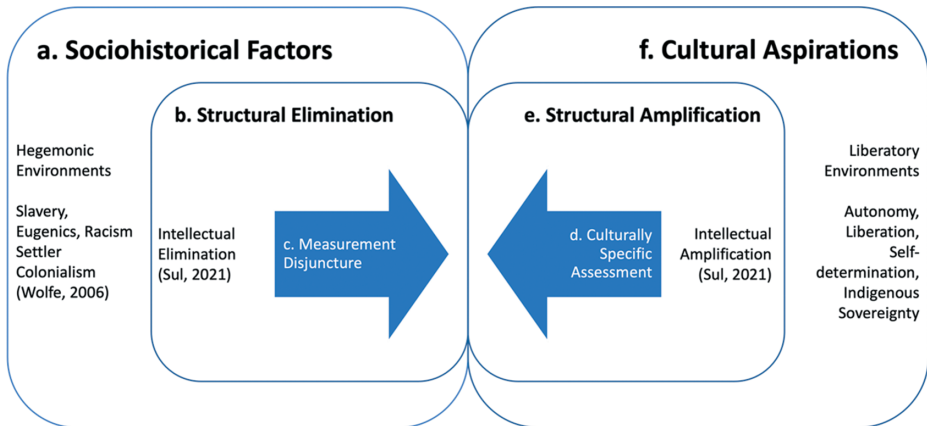 a. Sociohistorical Factors
b. Structural Elimination
Hegemonic
Environments
Slavery,
Eugenics, Racism
Settler
Colonialism
(Wolfe, 2006)
Intellectual
Elimination
(Sul, 2021)
c. Measurement
Disjuncture
f. Cultural Aspirations
e. Structural Amplification
d. Culturally
Specific
Assessment
Intellectual
Amplification
(Sul, 2021)
Liberatory
Environments
Autonomy,
Liberation,
Self-
determination,
Indigenous
Sovereignty